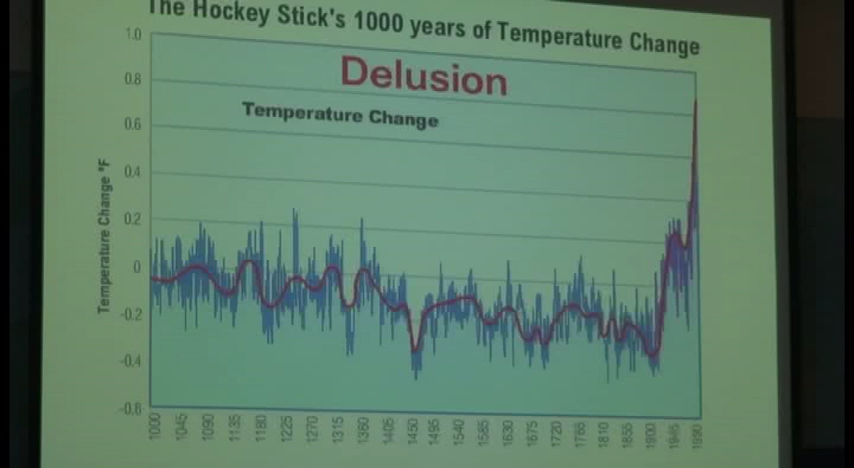 The Hockey Stick's 1000 years of Temperature Change
Delusion
Temperature Change
Temperature Change °F
1.0
0.8
0.6
0.4
0.2
0
-0.2
-0.4
-0.6
1000 1045 1090 1135 1180 1225 1270 1315 1360 1405 1450 1495 1540 1585 1630 1675 1720 1765 1810 1855 1900 1945 1990